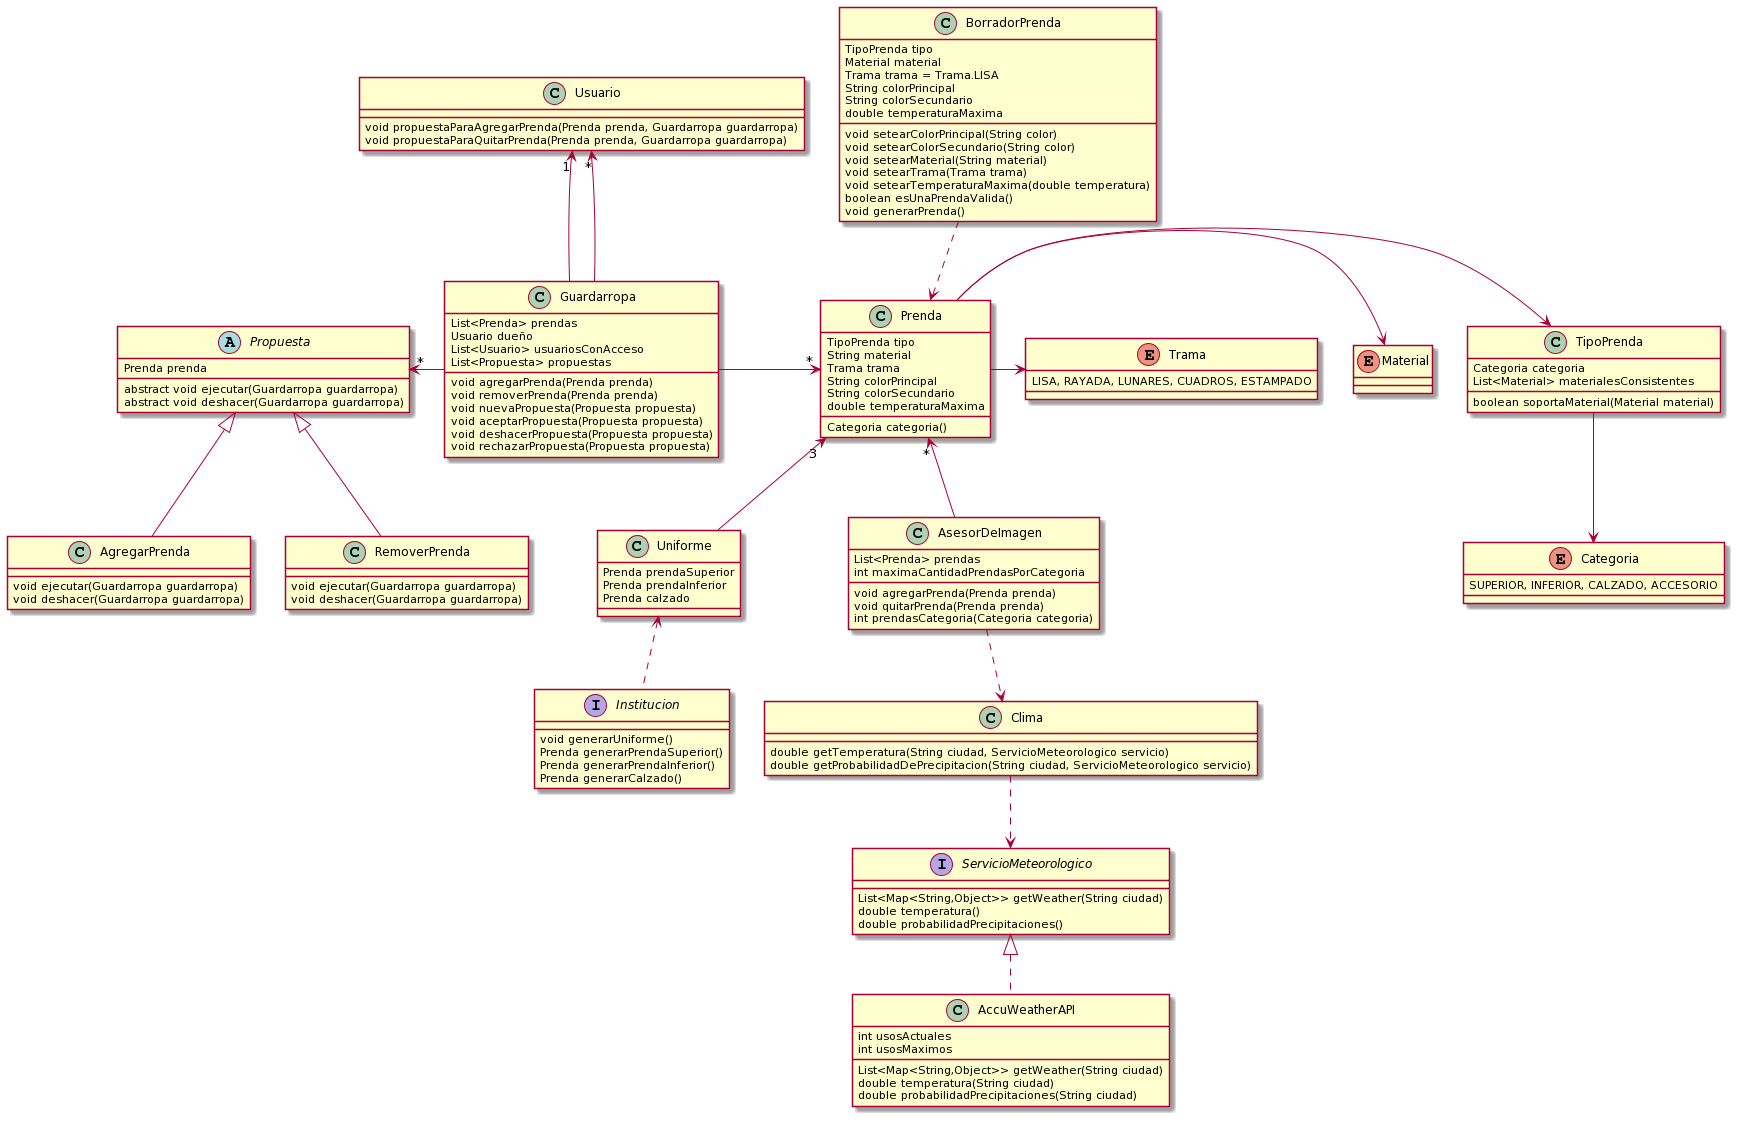 C BorradorPrenda
TipoPrenda tipo
Material material
Trama trama = Trama.LISA
String colorPrincipal
String colorSecundario
double temperaturaMaxima
void setearColorPrincipal(String color)
void setearColorSecundario(String color)
void setearMaterial(String material)
void setearTrama(Trama trama)
void setearTemperaturaMaxima(double temperatura)
boolean esUnaPrendaValida()
void generarPrenda()
C Usuario
void propuestaParaAgregarPrenda(Prenda prenda, Guardarropa guardarropa)
void propuestaParaQuitarPrenda(Prenda prenda, Guardarropa guardarropa)
1
*
A Propuesta
Prenda prenda
abstract void ejecutar(Guardarropa guardarropa)
abstract void deshacer(Guardarropa guardarropa)
*
C Guardarropa
List<Prenda> prendas
Usuario dueño
List<Usuario> usuariosConAcceso
List<Propuesta> propuestas
void agregarPrenda(Prenda prenda)
void removerPrenda(Prenda prenda)
void nuevaPropuesta(Propuesta propuesta)
void aceptarPropuesta(Propuesta propuesta)
void deshacerPropuesta(Propuesta propuesta)
void rechazarPropuesta(Propuesta propuesta)
*
C Prenda
TipoPrenda tipo
String material
Trama trama
String colorPrincipal
String colorSecundario
double temperaturaMaxima
Categoria categoria()
E Trama
LISA, RAYADA, LUNARES, CUADROS, ESTAMPADO
E Material
C TipoPrenda
Categoria categoria
List<Material> materialesConsistentes
boolean soportaMaterial(Material material)
3
*
C AgregarPrenda
void ejecutar(Guardarropa guardarropa)
void deshacer(Guardarropa guardarropa)
C RemoverPrenda
void ejecutar(Guardarropa guardarropa)
void deshacer(Guardarropa guardarropa)
C Uniforme
Prenda prendaSuperior
Prenda prendaInferior
Prenda calzado
C AsesorDeImagen
List<Prenda> prendas
int maximaCantidadPrendasPorCategoria
void agregarPrenda(Prenda prenda)
void quitarPrenda(Prenda prenda)
int prendasCategoria(Categoria categoria)
E Categoria
SUPERIOR, INFERIOR, CALZADO, ACCESORIO
I Institucion
void generarUniforme()
Prenda generarPrendaSuperior()
Prenda generarPrendaInferior()
Prenda generarCalzado()
C Clima
double getTemperatura(String ciudad, ServicioMeteorologico servicio)
double getProbabilidadDePrecipitacion(String ciudad, ServicioMeteorologico servicio)
I ServicioMeteorologico
List<Map<String,Object>> getWeather(String ciudad)
double temperatura()
double probabilidadPrecipitaciones()
C AccuWeatherAPI
int usosActuales
int usosMaximos
List<Map<String,Object>> getWeather(String ciudad)
double temperatura(String ciudad)
double probabilidadPrecipitaciones(String ciudad)